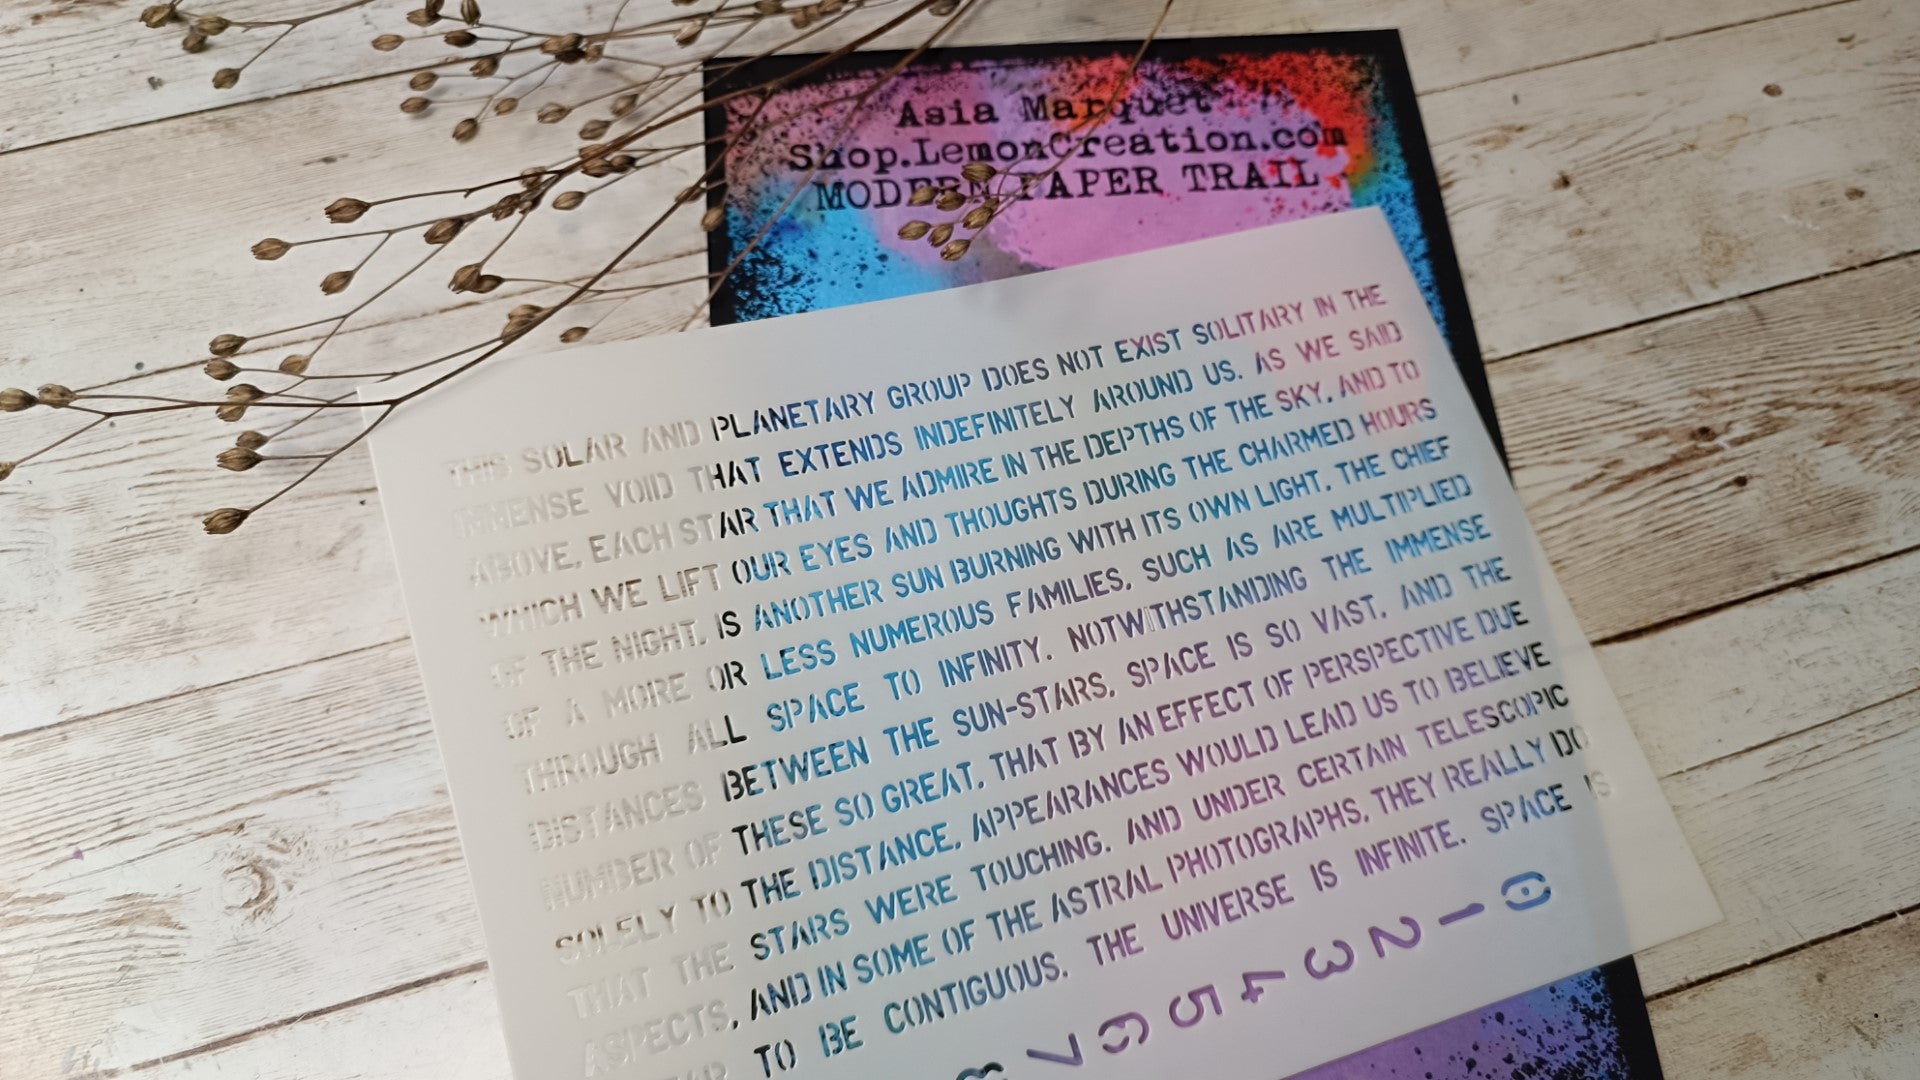 Asia Marquet
Shop.LemonCreation.com
MODERN PAPER TRAIL
THIS SOLAR AND PLANETARY GROUP DOES NOT EXIST SOLITARY IN THE
IMMENSE VOID THAT EXTENDS INDEFINITELY AROUND US. AS WE SAID
ABOVE, EACH STAR THAT WE ADMIRE IN THE DEPTHS OF THE SKY, AND TO
WHICH WE LIFT OUR EYES AND THOUGHTS DURING THE CHARMED HOURS
OF THE NIGHT, IS ANOTHER SUN BURNING WITH ITS OWN LIGHT, THE CHIEF
OF A MORE OR LESS NUMEROUS FAMILIES, SUCH AS ARE MULTIPLIED
THROUGH ALL SPACE TO INFINITY. NOTWITHSTANDING THE IMMENSE
DISTANCES BETWEEN THE SUN-STARS, SPACE IS SO VAST, AND THE
NUMBER OF THESE SO GREAT, THAT BY AN EFFECT OF PERSPECTIVE DUE
SOLELY TO THE DISTANCE, APPEARANCES WOULD LEAD US TO BELIEVE
THAT THE STARS WERE TOUCHING. AND UNDER CERTAIN TELESCOPIC
ASPECTS, AND IN SOME OF THE ASTRAL PHOTOGRAPHS, THEY REALLY DO
TO BE CONTIGUOUS. THE UNIVERSE IS INFINITE. SPACE IS
0 1 2 3 4 5 6 7 8